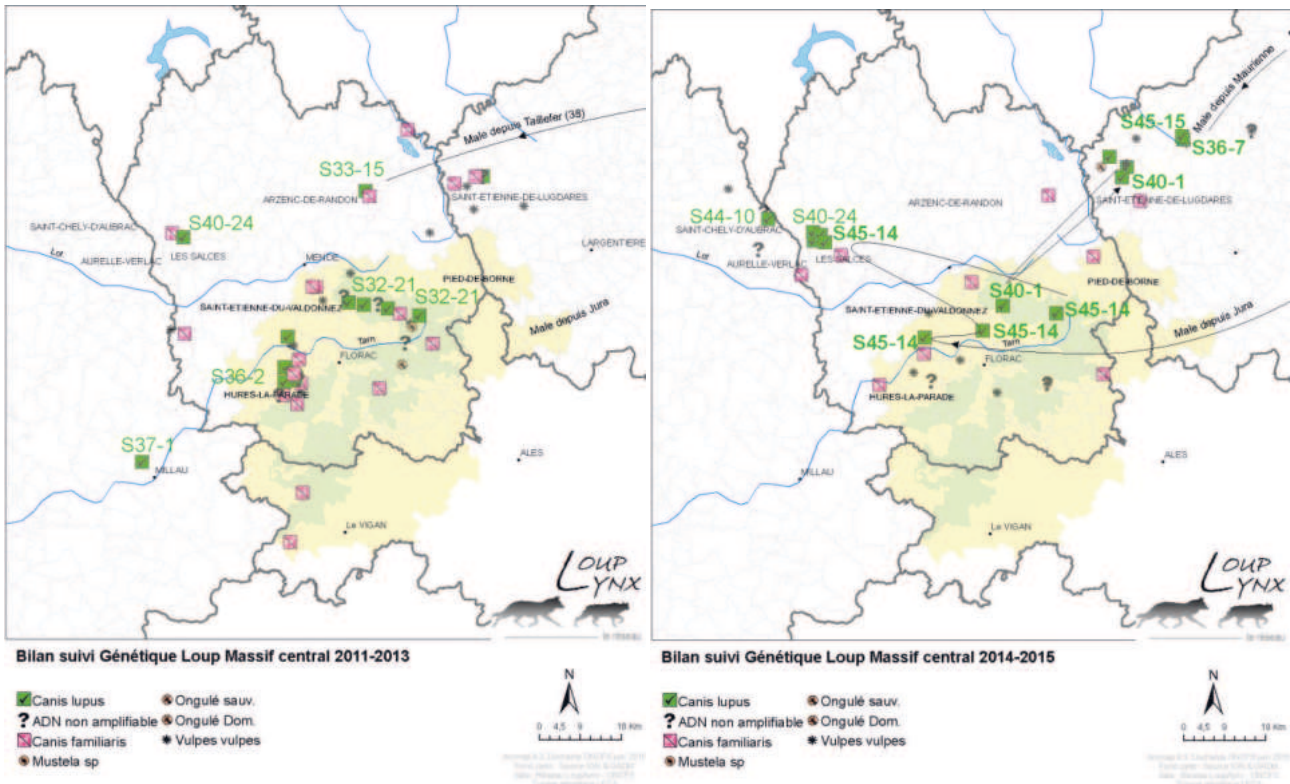 Male depuis Taillefer (38)
S33-15
ARZENC-DE-RANDON
SAINT-ETIENNE-DE-LUGDARES
SAINT-CHELY-D'AUBRAC
S40-24
LARGENTIERE
AURELLE-VERLAC
LES SALCES
Lot
MENDE
PIED-DE-BORNE
S32-21
SAINT-ETIENNE-DU-VALDONNEZ
S32-21
Male depuis Jura
Tarn
FLORAC
S36-2
HURES-LA-PARADE
S37-1
MILLAU
ALES
Le VIGAN
LOUP
LYNX
le réseau
Bilan suivi Génétique Loup Massif central 2011-2013
Canis lupus
ADN non amplifiable
Canis familiaris
Mustela sp
Ongulé sauv.
Ongulé Dom.
Vulpes vulpes
N
0 4,5 9 18 Km
Male depuis Maurienne
S45-15
S36-7
S40-1
ARZENC-DE-RANDON
SAINT-ETIENNE-DE-LUGDARES
S44-10
S40-24
SAINT-CHELY-D'AUBRAC
S45-14
AURELLE-VERLAC
LES SALCES
Lot
PIED-DE-BORNE
SAINT-ETIENNE-DU-VALDONNEZ
S40-1
S45-14
S45-14
S45-14
Male depuis Jura
Tarn
FLORAC
HURES-LA-PARADE
MILLAU
ALES
Le VIGAN
LOUP
LYNX
le réseau
Bilan suivi Génétique Loup Massif central 2014-2015
Canis lupus
ADN non amplifiable
Canis familiaris
Mustela sp
Ongulé sauv.
Ongulé Dom.
Vulpes vulpes
N
0 4,5 9 18 Km